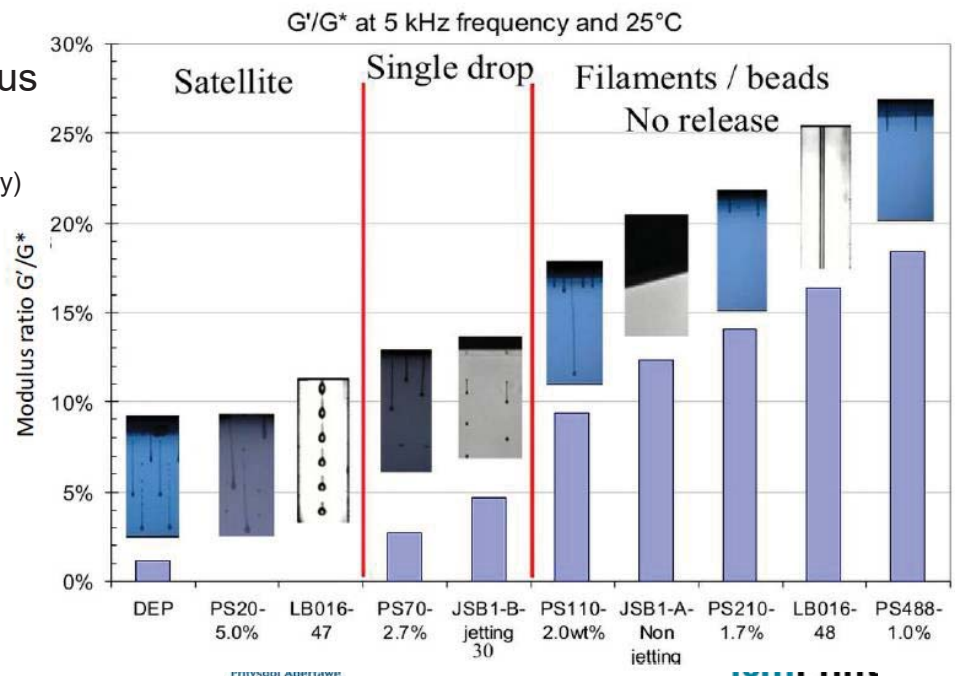 G'/G* at 5 kHz frequency and 25°C
us
y)
Modulus ratio G'/G*
30%
25%
20%
15%
10%
5%
0%
Satellite
Single drop
Filaments / beads
No release
DEP
PS20-
5.0%
LB016-
47
PS70-
2.7%
JSB1-B-
jetting
30
PS110-
2.0wt%
JSB1-A-
Non
jetting
PS210-
1.7%
LB016-
48
PS488-
1.0%